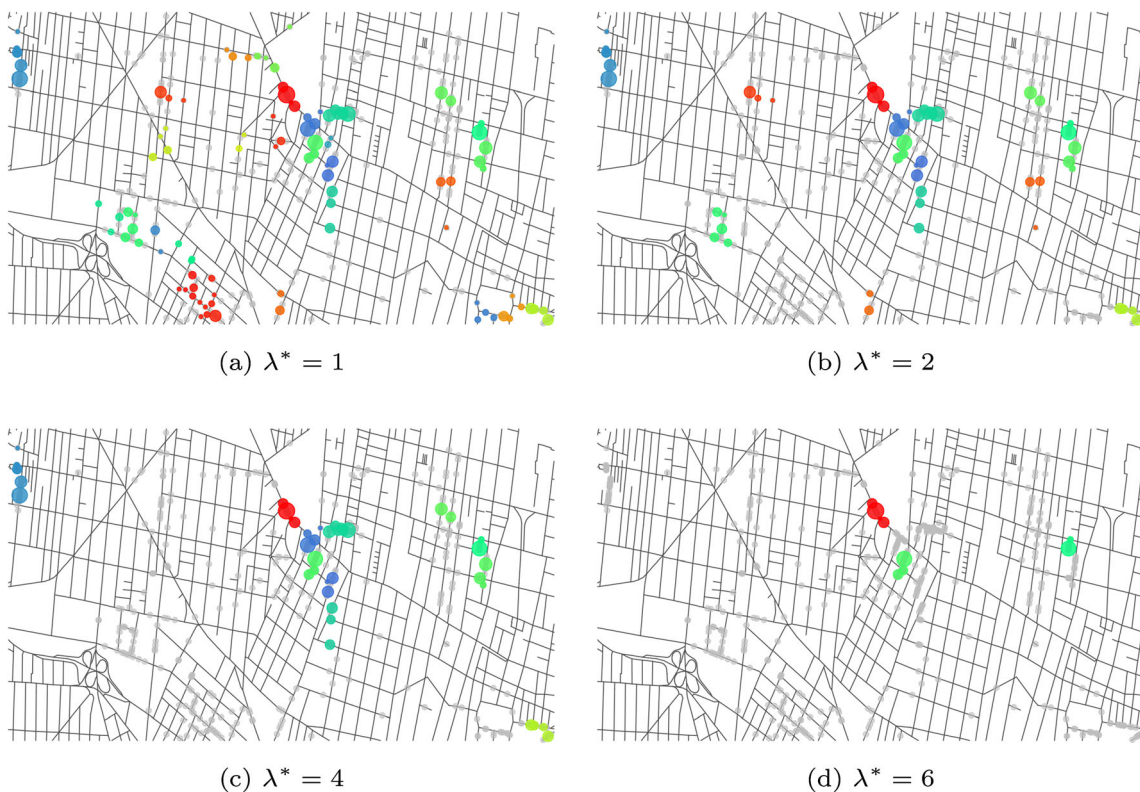 (a) λ* = 1
(b) λ* = 2
(c) λ* = 4
(d) λ* = 6